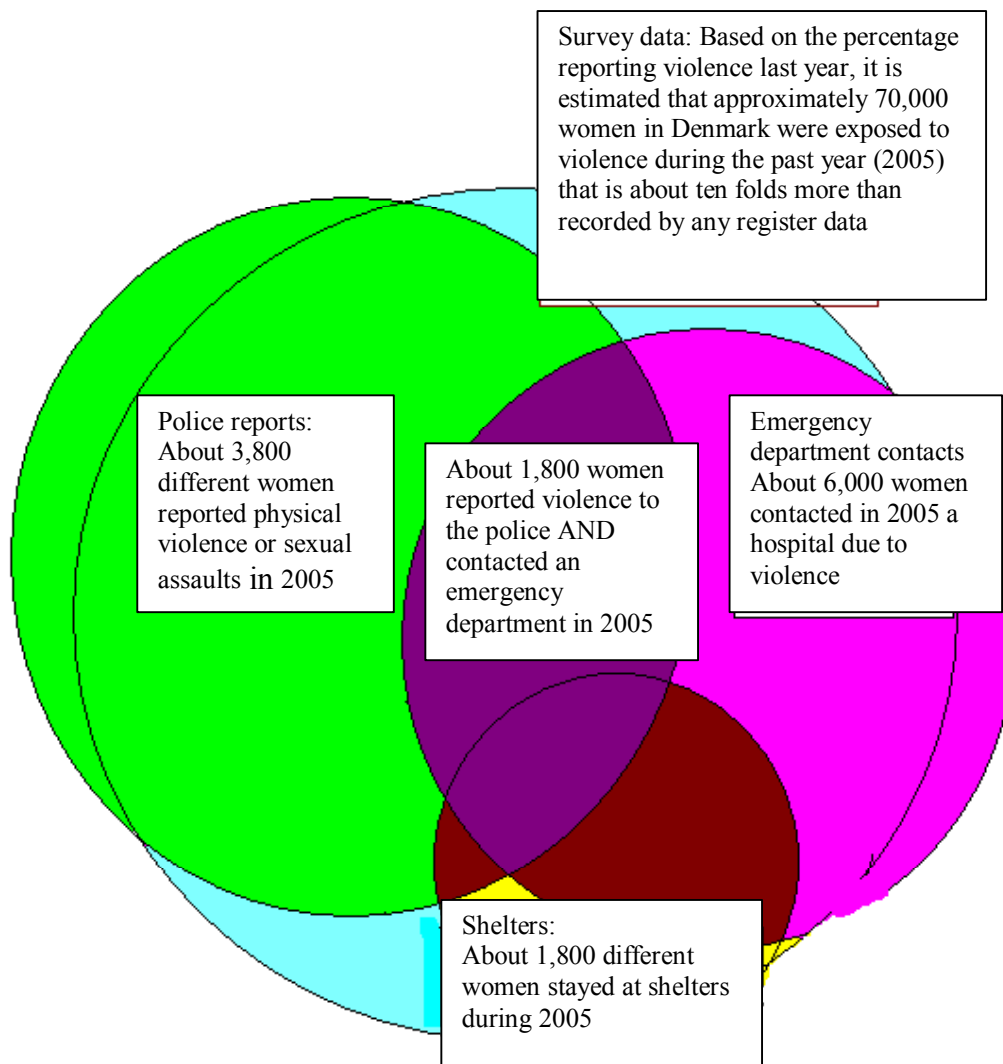 Survey data: Based on the percentage
reporting violence last year, it is
estimated that approximately 70,000
women in Denmark were exposed to
violence during the past year (2005)
that is about ten folds more than
recorded by any register data
Police reports:
About 3,800
different women
reported physical
violence or sexual
assaults in 2005
About 1,800 women
reported violence to
the police AND
contacted an
emergency
department in 2005
Emergency
department contacts
About 6,000 women
contacted in 2005 a
hospital due to
violence
Shelters:
About 1,800 different
women stayed at shelters
during 2005